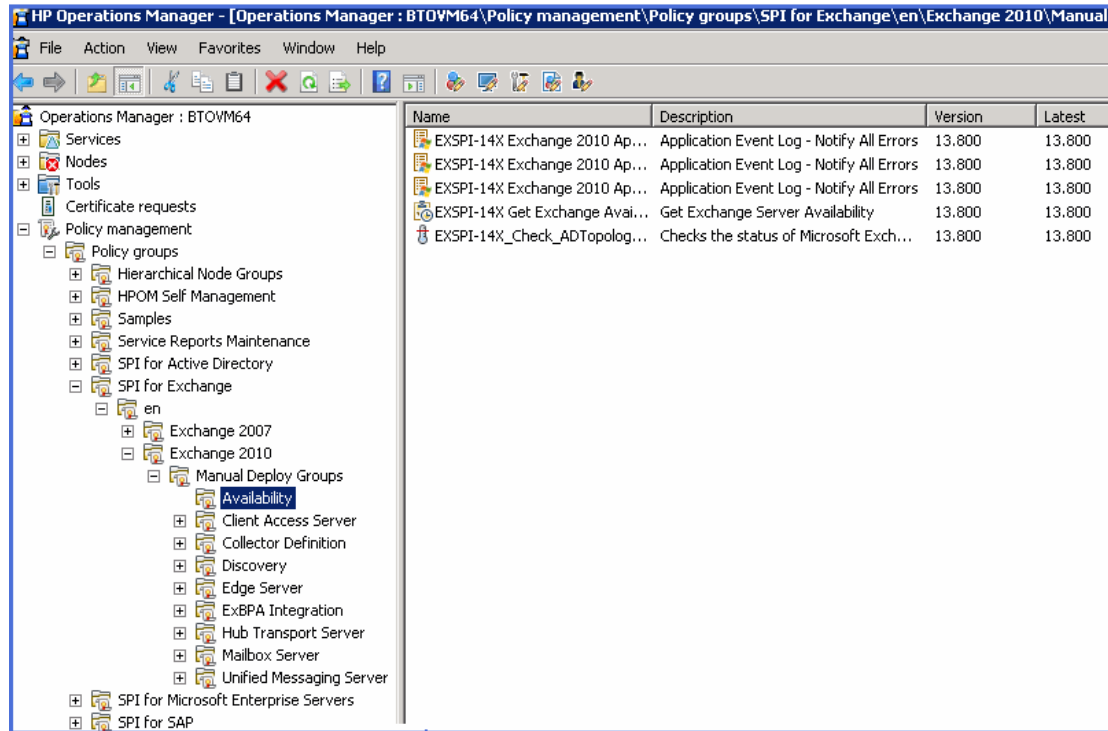 HP Operations Manager - [Operations Manager : BTOVM64\Policy management\Policy groups\SPI for Exchange\en\Exchange 2010\Manual
File Action View Favorites Window Help
Operations Manager : BTOVM64
Services
Nodes
Tools
Certificate requests
Policy management
Policy groups
Hierarchical Node Groups
HPOM Self Management
Samples
Service Reports Maintenance
SPI for Active Directory
SPI for Exchange
en
Exchange 2007
Exchange 2010
Manual Deploy Groups
Availability
Client Access Server
Collector Definition
Discovery
Edge Server
ExBPA Integration
Hub Transport Server
Mailbox Server
Unified Messaging Server
SPI for Microsoft Enterprise Servers
SPI for SAP
Name Description Version Latest
EXSPI-14X Exchange 2010 Ap... Application Event Log - Notify All Errors 13.800 13.800
EXSPI-14X Exchange 2010 Ap... Application Event Log - Notify All Errors 13.800 13.800
EXSPI-14X Exchange 2010 Ap... Application Event Log - Notify All Errors 13.800 13.800
EXSPI-14X Get Exchange Avai... Get Exchange Server Availability 13.800 13.800
EXSPI-14X_Check_ADTopolog... Checks the status of Microsoft Exch... 13.800 13.800